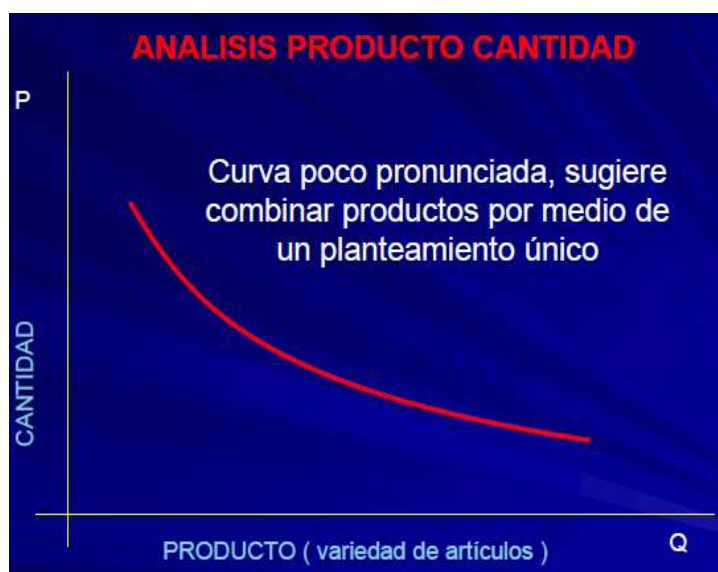 ANALISIS PRODUCTO CANTIDAD
P
Curva poco pronunciada, sugiere
combinar productos por medio de
un planteamiento único
CANTIDAD
PRODUCTO ( variedad de artículos )
Q